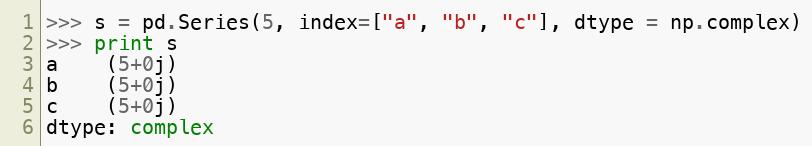 1 >>> s = pd.Series(5, index=["a", "b", "c"], dtype = np.complex)
2 >>> print s
3 a    (5+0j)
4 b    (5+0j)
5 c    (5+0j)
6 dtype: complex